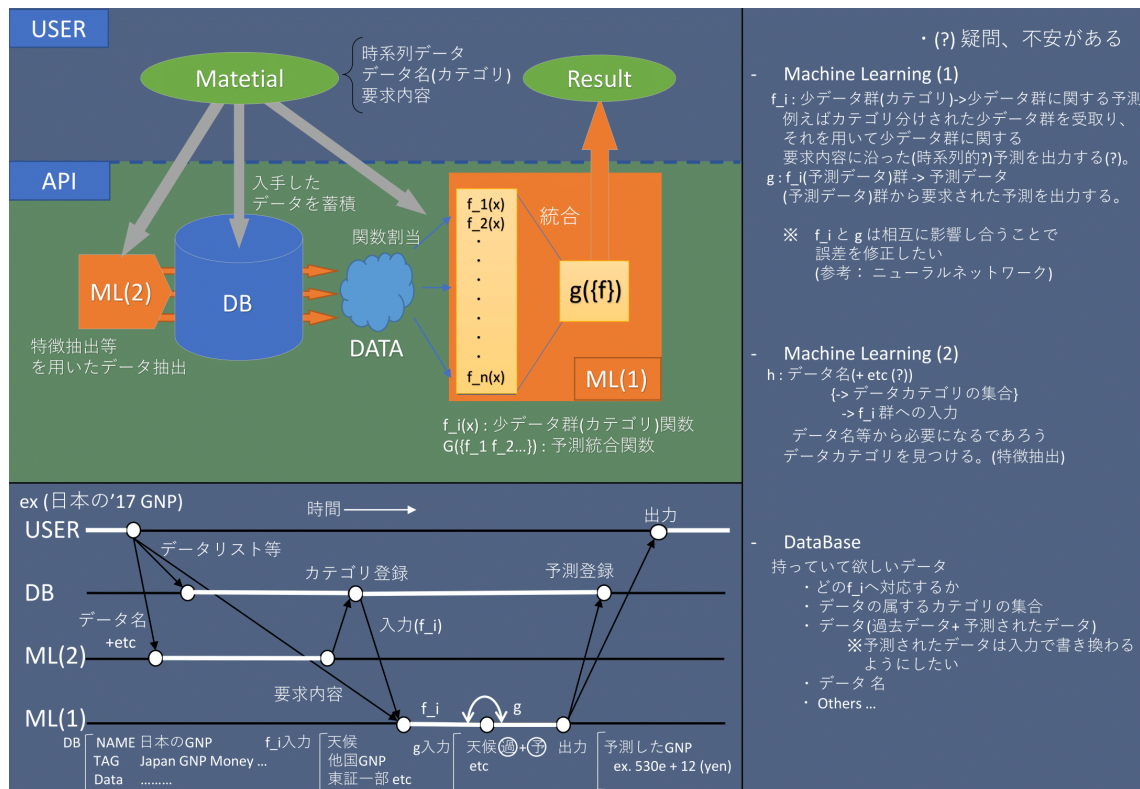 USER
Matetial
時系列データ
データ名(カテゴリ)
要求内容
Result
API
入手した
データを蓄積
関数割当
ML(2)
DB
DATA
特徴抽出等
を用いたデータ抽出
f_1(x)
f_2(x)
・
・
・
・
・
・
・
f_n(x)
統合
g({f})
ML(1)
f_i(x) : 少データ群(カテゴリ)関数
G({f_1 f_2...}) : 予測統合関数
ex (日本の'17 GNP)
時間
USER
出力
データリスト等
カテゴリ登録
予測登録
DB
データ名
+etc
入力(f_i)
ML(2)
要求内容
f_i
g
ML(1)
DB
NAME 日本のGNP
TAG Japan GNP Money ...
Data ………
f_i入力
天候
他国GNP
東証一部 etc
g入力
天候過+予
etc
出力
予測したGNP
ex. 530e + 12 (yen)
・(?) 疑問、不安がある
- Machine Learning (1)
f_i : 少データ群(カテゴリ)->少データ群に関する予測
例えばカテゴリ分けされた少データ群を受取り、
それを用いて少データ群に関する
要求内容に沿った(時系列的?)予測を出力する(?)。
g : f_i(予測データ)群 -> 予測データ
(予測データ)群から要求された予測を出力する。
※ f_i と g は相互に影響し合うことで
誤差を修正したい
(参考： ニューラルネットワーク)
- Machine Learning (2)
h : データ名(+ etc (?))
{-> データカテゴリの集合}
-> f_i 群への入力
データ名等から必要になるであろう
データカテゴリを見つける。(特徴抽出)
- DataBase
持っていて欲しいデータ
・どのf_iへ対応するか
・データの属するカテゴリの集合
・データ(過去データ+ 予測されたデータ)
※予測されたデータは入力で書き換わる
ようにしたい
・データ 名
・Others ...